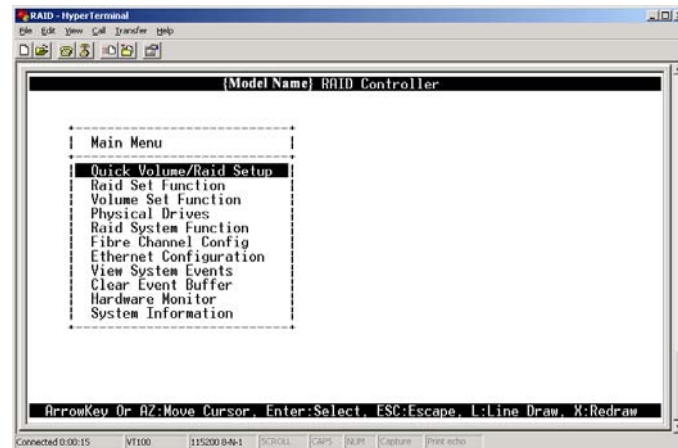 RAID - HyperTerminal
File Edit View Call Transfer Help
{Model Name} RAID Controller
Main Menu
Quick Volume/Raid Setup
Raid Set Function
Volume Set Function
Physical Drives
Raid System Function
Fibre Channel Config
Ethernet Configuration
View System Events
Clear Event Buffer
Hardware Monitor
System Information
ArrowKey Or AZ:Move Cursor, Enter:Select, ESC:Escape, L:Line Draw, X:Redraw
Connected 0:00:15 VT100 115200 8-N-1 SCROLL CAPS NUM Capture Print echo